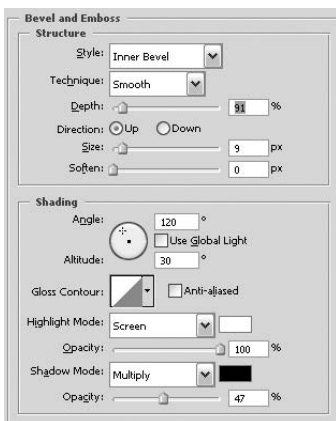 Bevel and Emboss
Structure
Style: Inner Bevel
Technique: Smooth
Depth: 91 %
Direction: Up Down
Size: 9 px
Soften: 0 px
Shading
Angle: 120 °
Use Global Light
Altitude: 30 °
Gloss Contour: Anti-aliased
Highlight Mode: Screen
Opacity: 100 %
Shadow Mode: Multiply
Opacity: 47 %